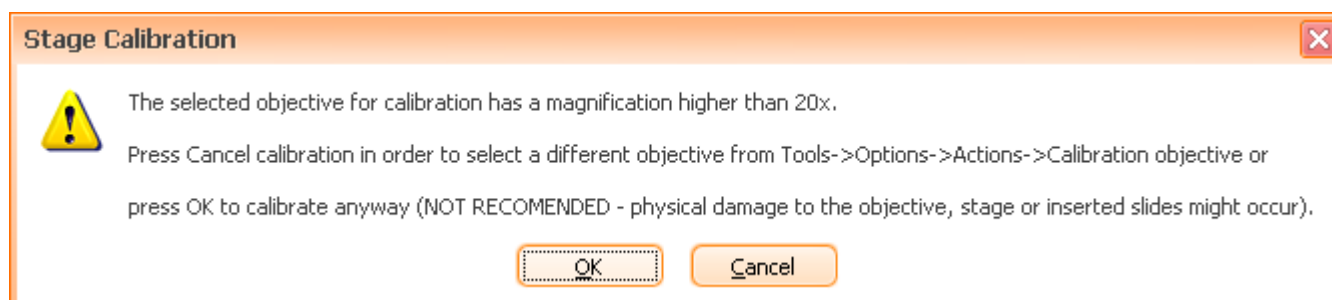 Stage Calibration
The selected objective for calibration has a magnification higher than 20x.
Press Cancel calibration in order to select a different objective from Tools->Options->Actions->Calibration objective or
press OK to calibrate anyway (NOT RECOMENDED - physical damage to the objective, stage or inserted slides might occur).
OK Cancel